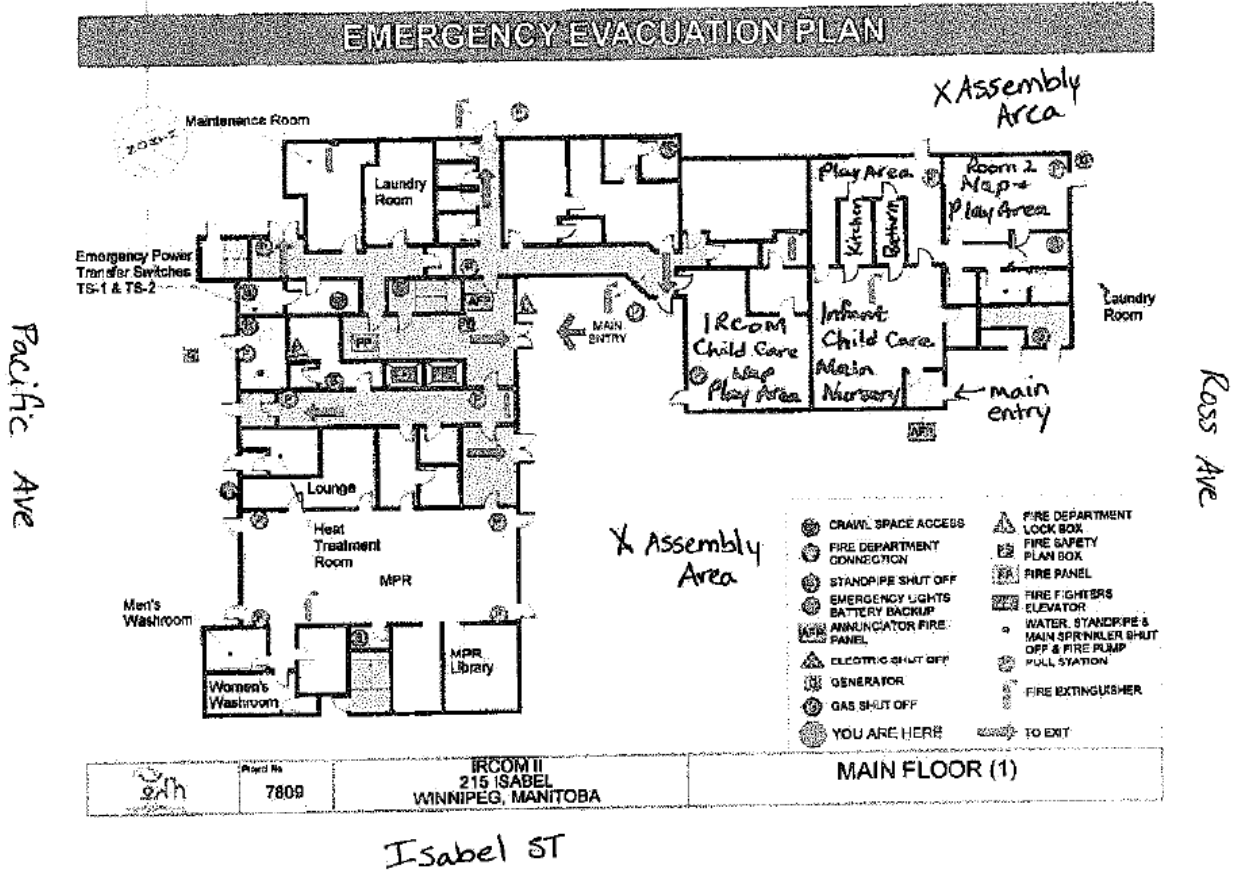 EMERGENCY EVACUATION PLAN
X Assembly
Area
Maintenance Room
Laundry
Room
Play Area
Room 2
Nap +
Play Area
Kitchen
Emergency Power
Transfer Switches
TS-1 & TS-2
AFP
MAIN
ENTRY
FP
IRCOM
Child Care
Nap
Play Area
Infant
Child Care
Main
Nursery
Laundry
Room
main
entry
AFP
Pacific Ave
Ross Ave
Lounge
Heat
Treatment
Room
MPR
X Assembly
Area
Men's
Washroom
Women's
Washroom
MPR
Library
CRAWL SPACE ACCESS
FIRE DEPARTMENT
CONNECTION
STANDPIPE SHUT OFF
EMERGENCY LIGHTS
BATTERY BACKUP
AFP ANNUNCIATOR FIRE
PANEL
ELECTRIC SHUT OFF
GENERATOR
GAS SHUT OFF
YOU ARE HERE
FIRE DEPARTMENT
LOCK BOX
FIRE SAFETY
PLAN BOX
FP FIRE PANEL
FIRE FIGHTERS
ELEVATOR
WATER, STANDPIPE &
MAIN SPRINKLER SHUT
OFF & FIRE PUMP
PULL STATION
FIRE EXTINGUISHER
TO EXIT
Project No
7809
IRCOM II
215 ISABEL
WINNIPEG, MANITOBA
MAIN FLOOR (1)
Isabel ST